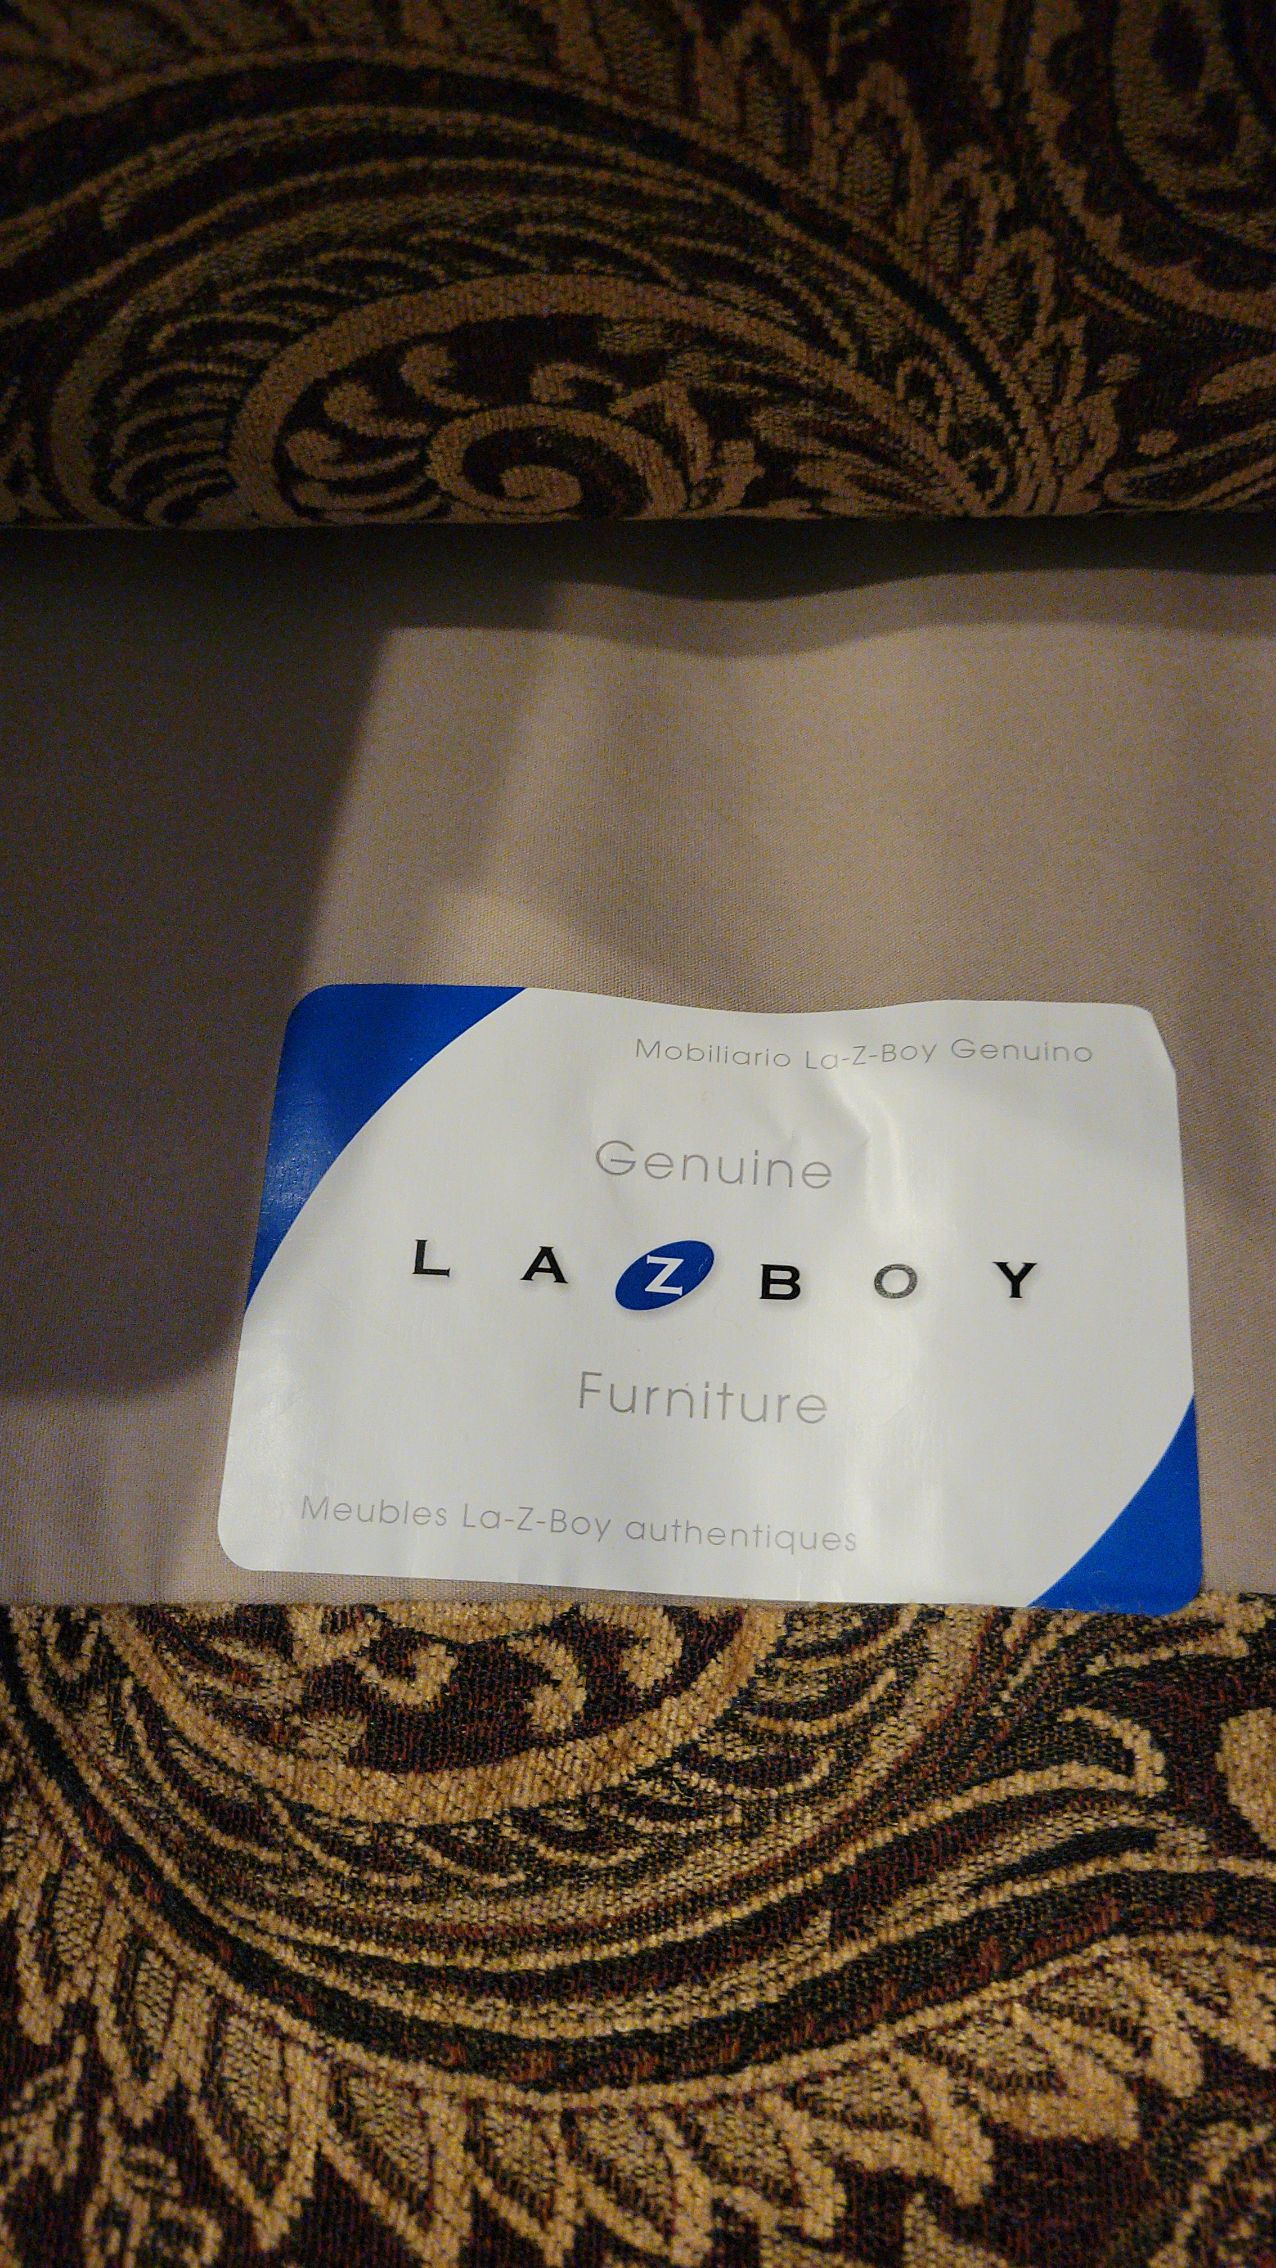 Mobiliario La-Z-Boy Genuino
Genuine
LAZBOY
Furniture
Meubles La-Z-Boy authentiques